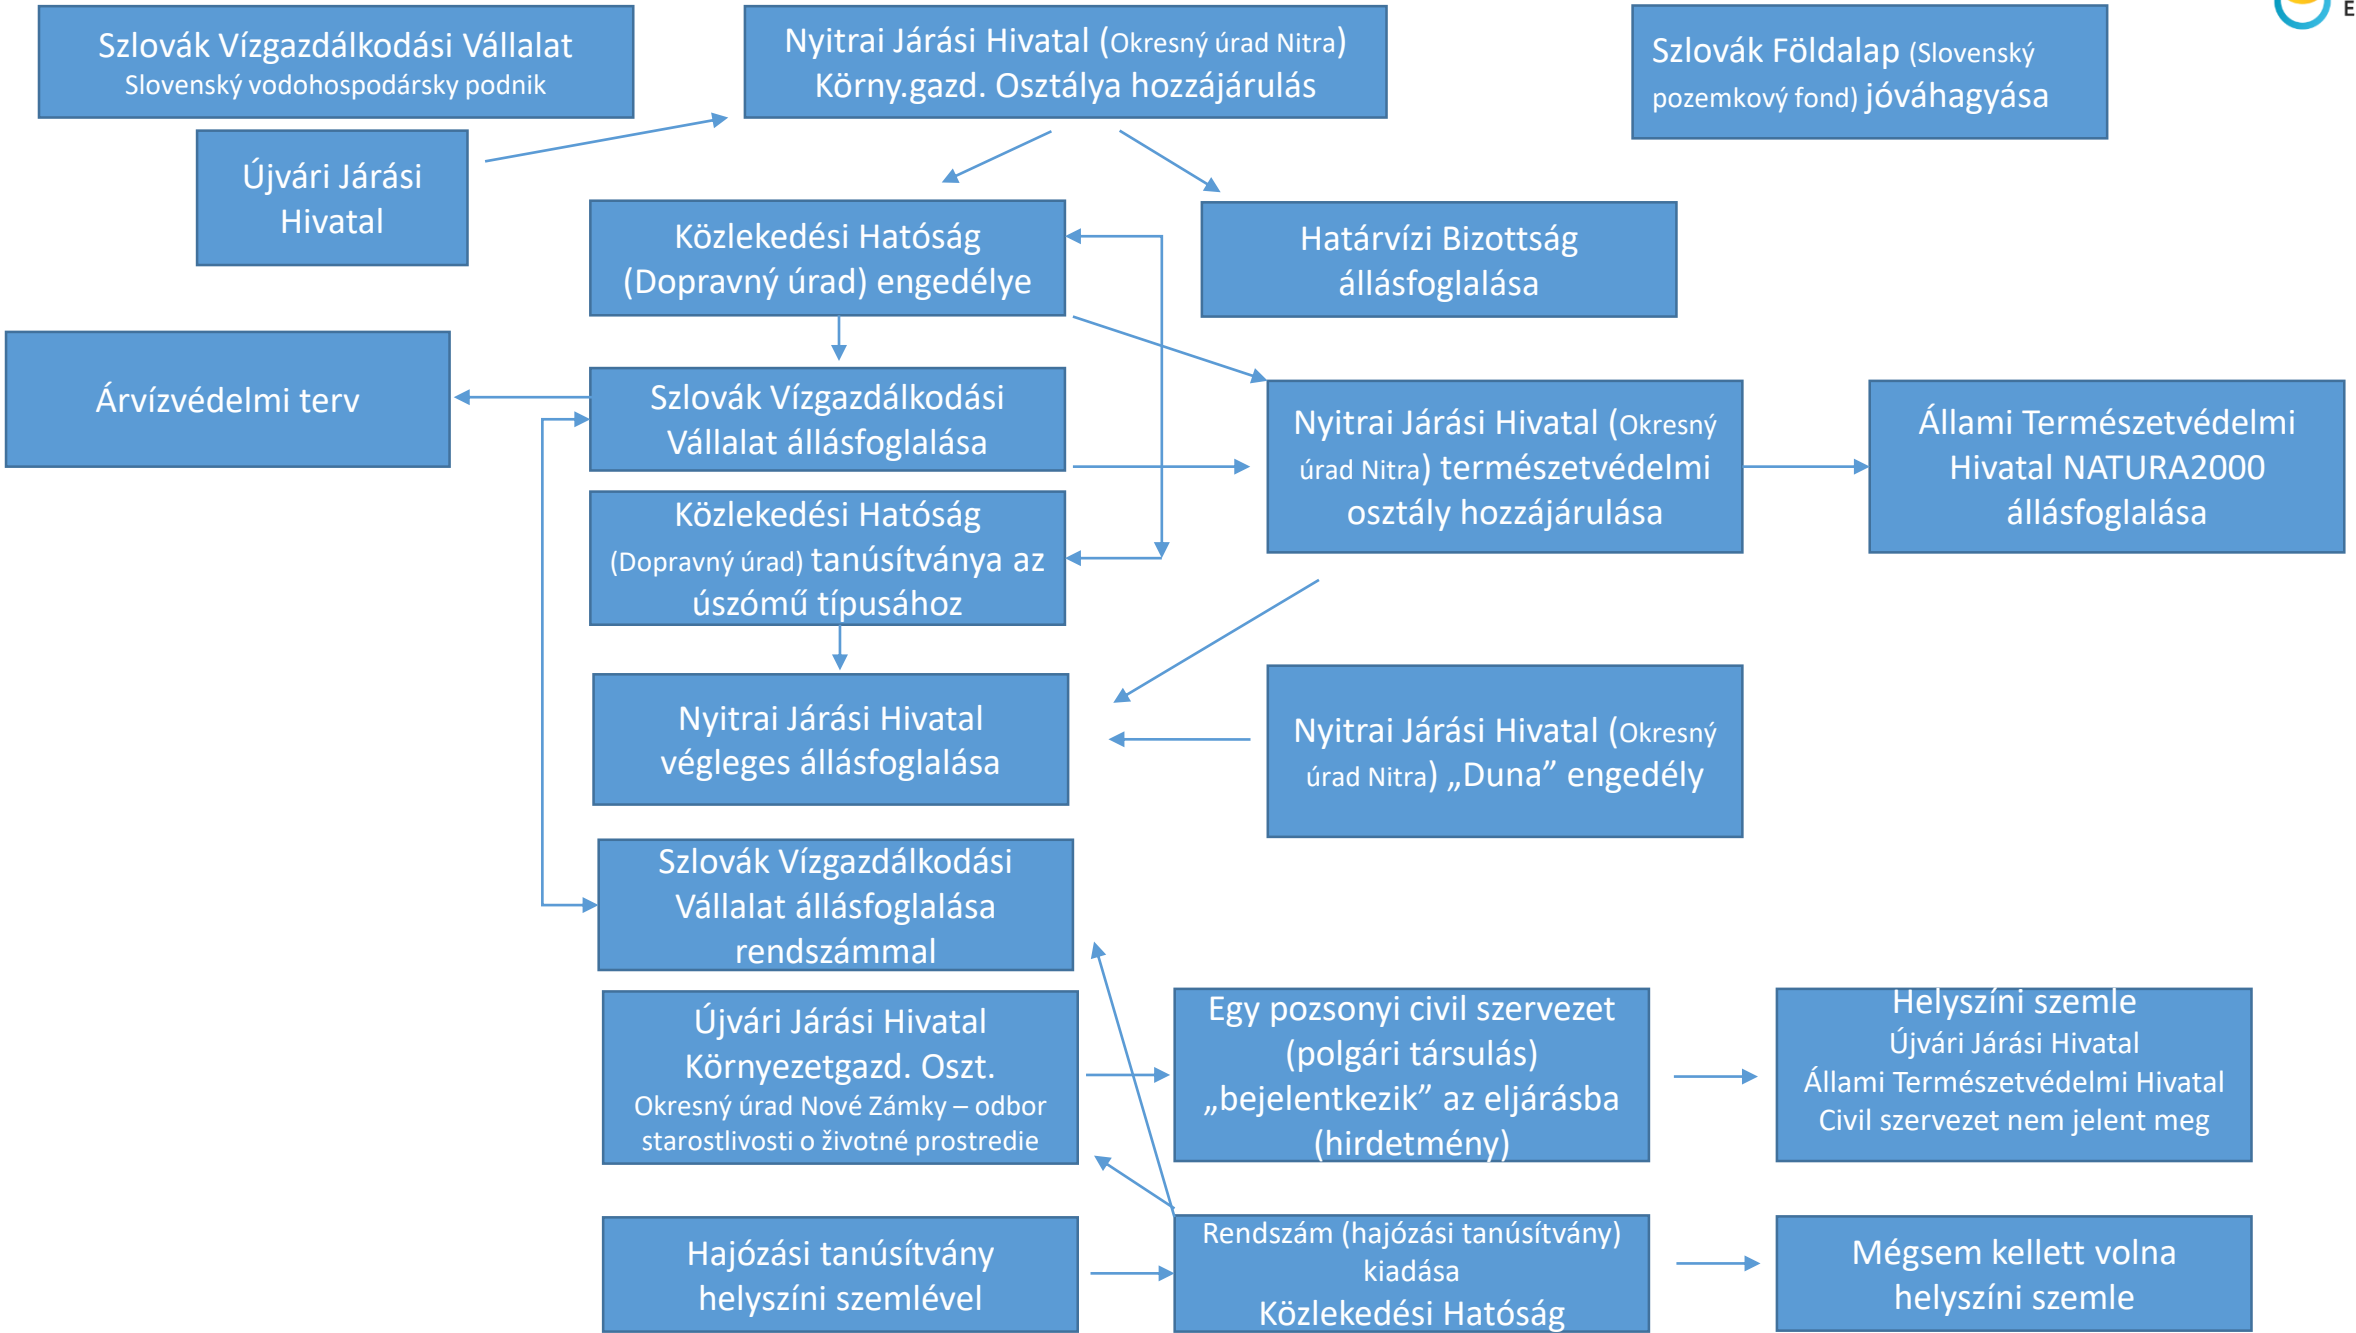 Szlovák Vízgazdálkodási Vállalat
Slovenský vodohospodársky podnik
Nyitrai Járási Hivatal (Okresný úrad Nitra)
Körny.gazd. Osztálya hozzájárulás
Szlovák Földalap (Slovenský
pozemkový fond) jóváhagyása
E
Újvári Járási
Hivatal
Közlekedési Hatóság
(Dopravný úrad) engedélye
Határvízi Bizottság
állásfoglalása
Árvízvédelmi terv
Szlovák Vízgazdálkodási
Vállalat állásfoglalása
Nyitrai Járási Hivatal (Okresný
úrad Nitra) természetvédelmi
osztály hozzájárulása
Állami Természetvédelmi
Hivatal NATURA2000
állásfoglalása
Közlekedési Hatóság
(Dopravný úrad) tanúsítványa az
úszómű típusához
Nyitrai Járási Hivatal
végleges állásfoglalása
Nyitrai Járási Hivatal (Okresný
úrad Nitra) „Duna” engedély
Szlovák Vízgazdálkodási
Vállalat állásfoglalása
rendszámmal
Újvári Járási Hivatal
Környezetgazd. Oszt.
Okresný úrad Nové Zámky – odbor
starostlivosti o životné prostredie
Egy pozsonyi civil szervezet
(polgári társulás)
„bejelentkezik” az eljárásba
(hirdetmény)
Helyszíni szemle
Újvári Járási Hivatal
Állami Természetvédelmi Hivatal
Civil szervezet nem jelent meg
Hajózási tanúsítvány
helyszíni szemlével
Rendszám (hajózási tanúsítvány)
kiadása
Közlekedési Hatóság
Mégsem kellett volna
helyszíni szemle